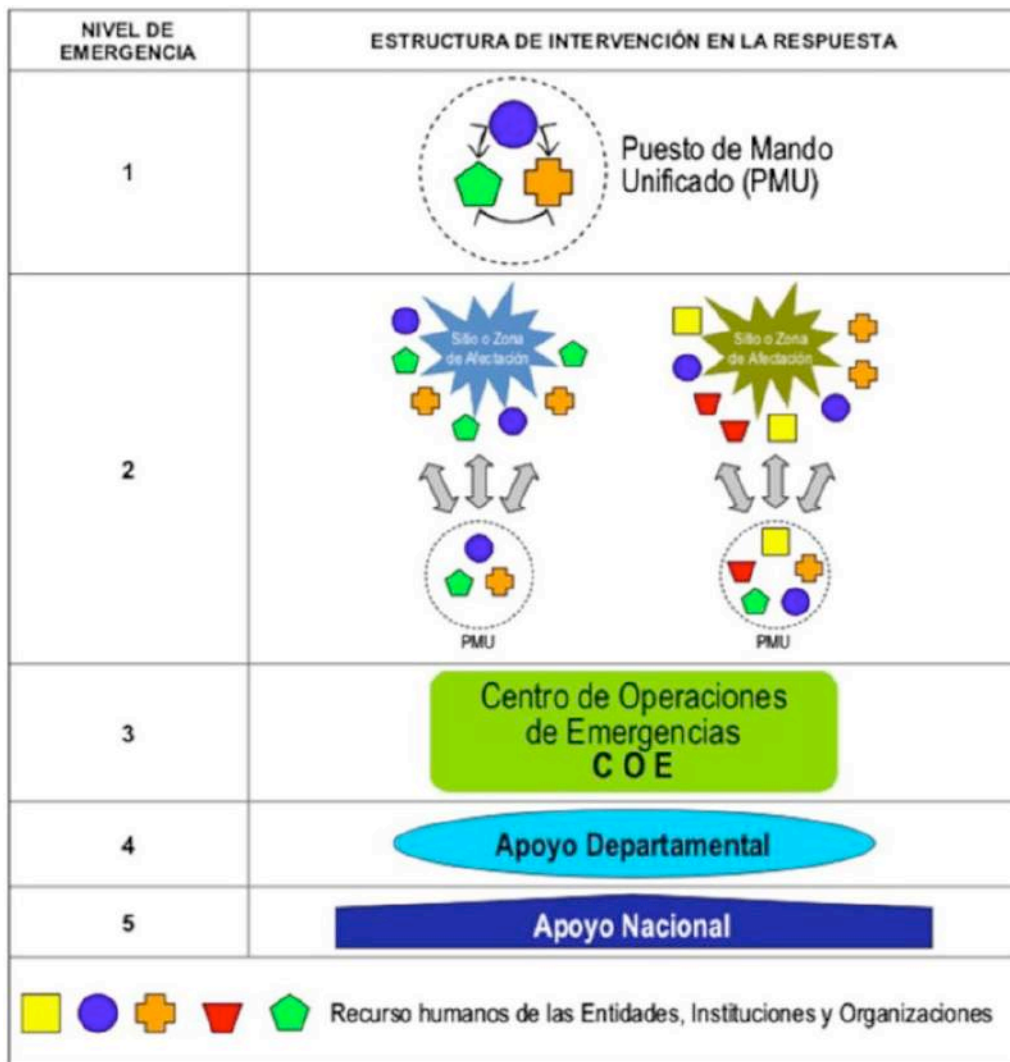 NIVEL DE
EMERGENCIA
ESTRUCTURA DE INTERVENCIÓN EN LA RESPUESTA
1
Puesto de Mando
Unificado (PMU)
2
Sitio o Zona
de Afectación
Sitio o Zona
de Afectación
PMU
PMU
3
Centro de Operaciones
de Emergencias
C O E
4
Apoyo Departamental
5
Apoyo Nacional
Recurso humanos de las Entidades, Instituciones y Organizaciones